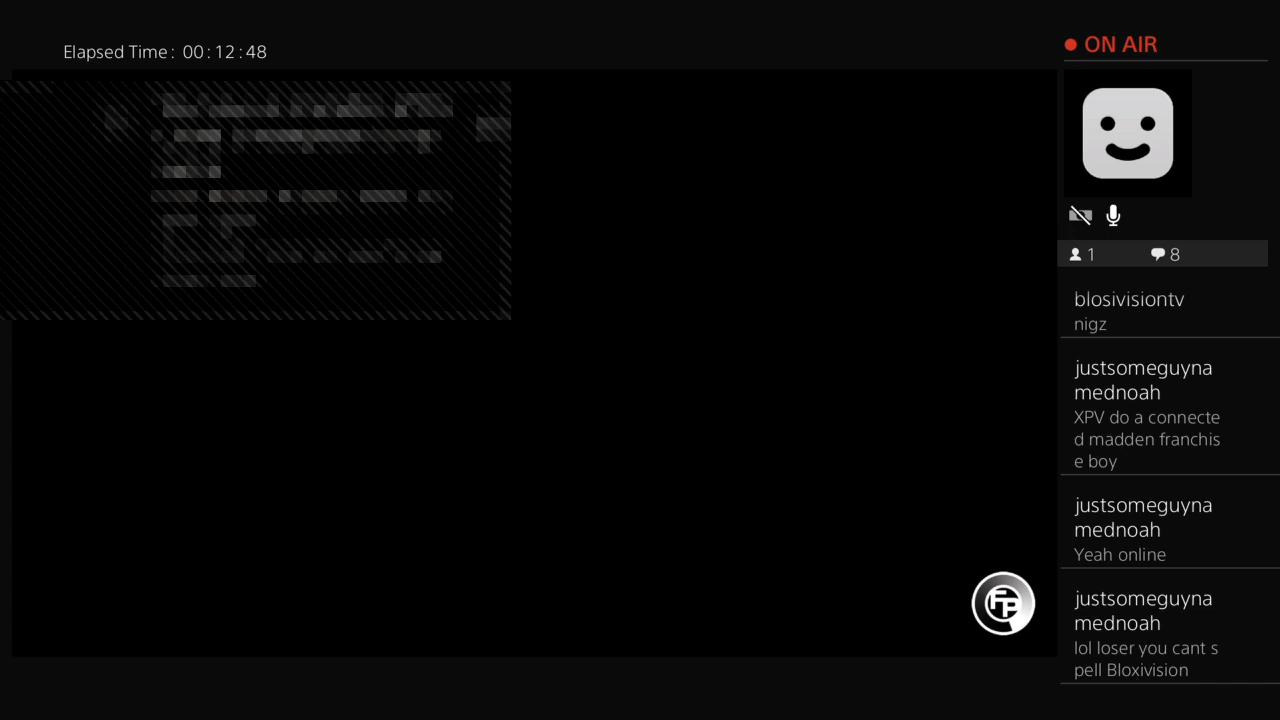 Elapsed Time: 00:12:48
ON AIR
1
8
blosivisiontv
nigz
justsomeguyna
mednoah
XPV do a connecte
d madden franchis
e boy
justsomeguyna
mednoah
Yeah online
justsomeguyna
mednoah
lol loser you cant s
pell Bloxivision